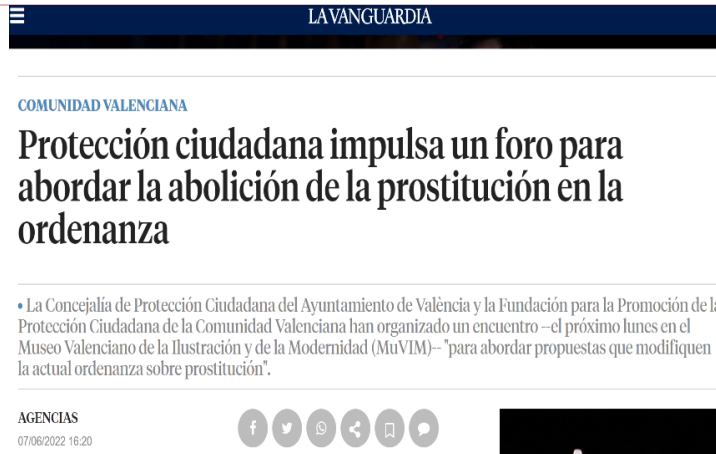 LA VANGUARDIA
COMUNIDAD VALENCIANA
Protección ciudadana impulsa un foro para
abordar la abolición de la prostitución en la
ordenanza
• La Concejalía de Protección Ciudadana del Ayuntamiento de València y la Fundación para la Promoción de la
Protección Ciudadana de la Comunidad Valenciana han organizado un encuentro --el próximo lunes en el
Museo Valenciano de la Ilustración y de la Modernidad (MuVIM)-- "para abordar propuestas que modifiquen
la actual ordenanza sobre prostitución".
AGENCIAS
07/06/2022 16:20